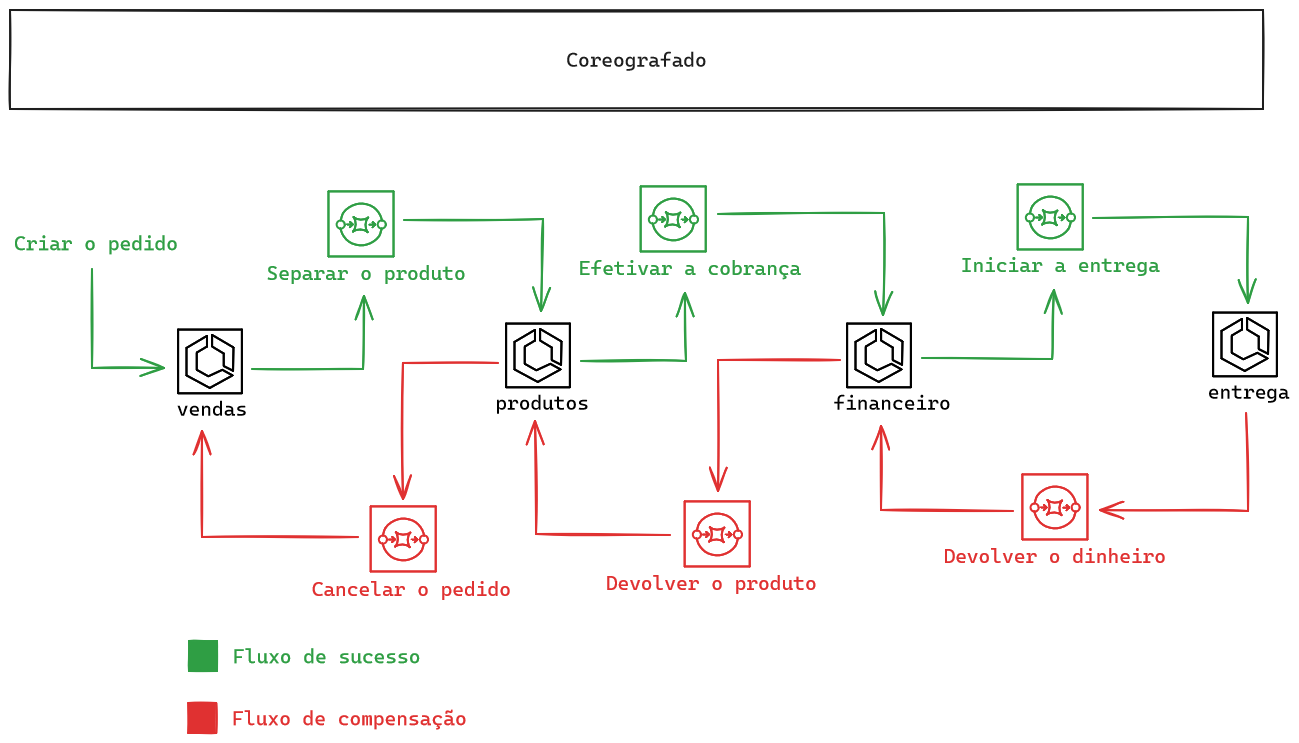 Coreografado
Criar o pedido
Separar o produto
Efetivar a cobrança
Iniciar a entrega
vendas
produtos
financeiro
entrega
Cancelar o pedido
Devolver o produto
Devolver o dinheiro
Fluxo de sucesso
Fluxo de compensação